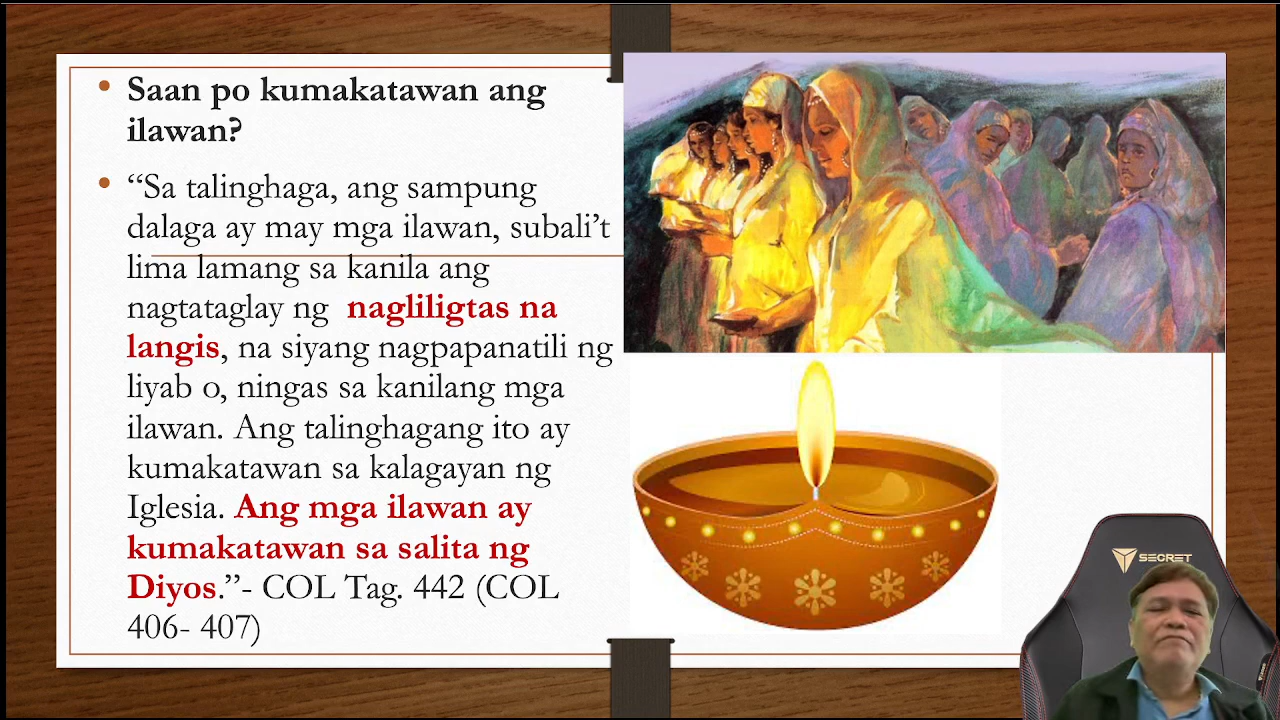 Saan po kumakatawan ang
ilawan?
“Sa talinghaga, ang sampung
dalaga ay may mga ilawan, subali’t
lima lamang sa kanila ang
nagtataglay ng nagliligtas na
langis, na siyang nagpapanatili ng
liyab o, ningas sa kanilang mga
ilawan. Ang talinghagang ito ay
kumakatawan sa kalagayan ng
Iglesia. Ang mga ilawan ay
kumakatawan sa salita ng
Diyos.”- COL Tag. 442 (COL
406- 407)
SECRET